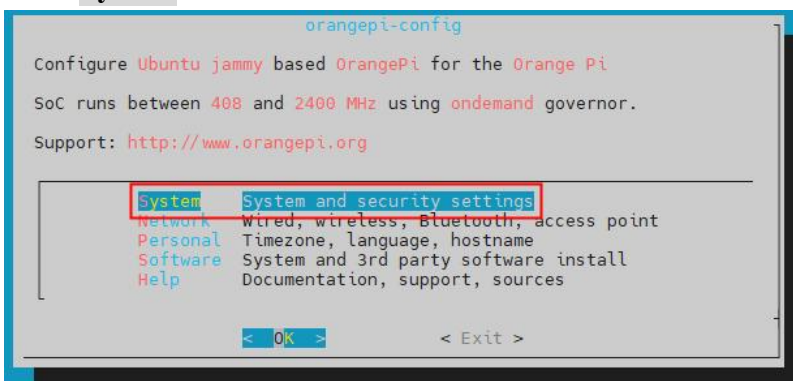 orangepi-config
Configure Ubuntu jammy based OrangePi for the Orange Pi
SoC runs between 408 and 2400 MHz using ondemand governor.
Support: http://www.orangepi.org
System System and security settings
Network Wired, wireless, Bluetooth, access point
Personal Timezone, language, hostname
Software System and 3rd party software install
Help Documentation, support, sources
< OK > < Exit >